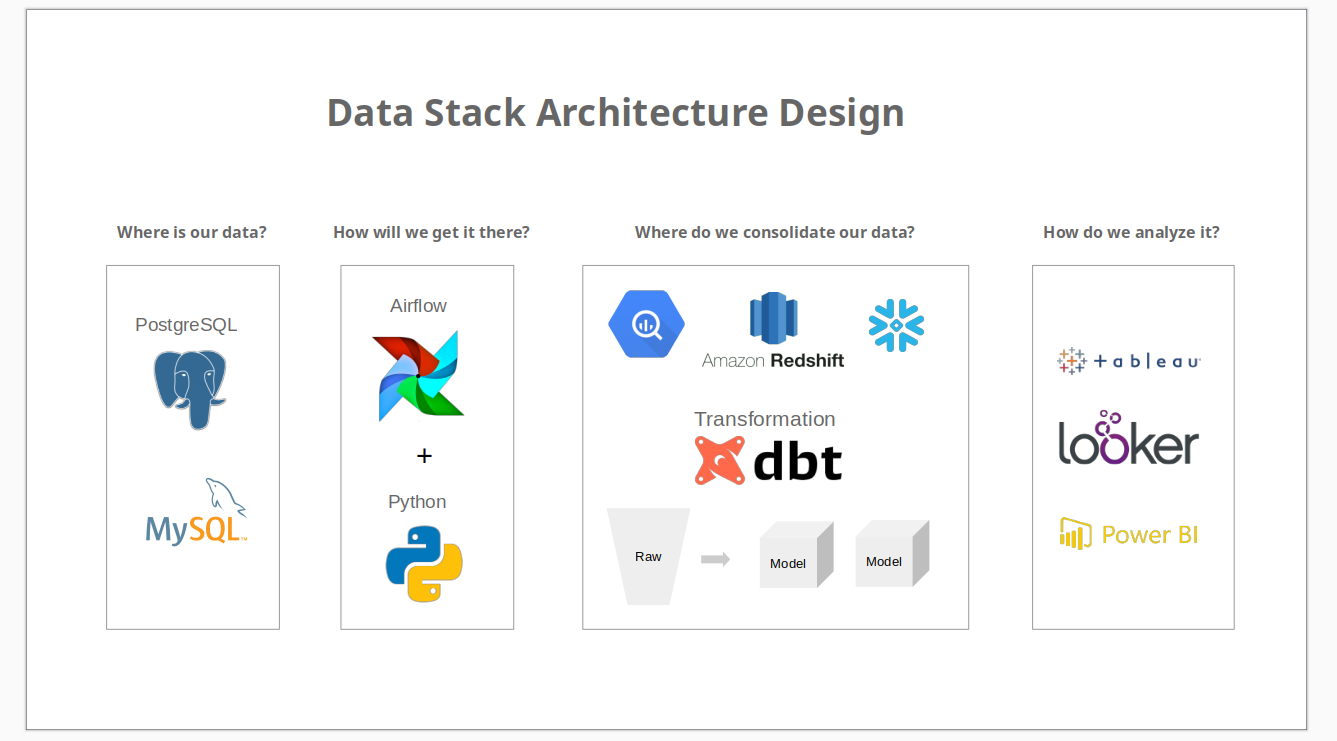 Data Stack Architecture Design
Where is our data?
How will we get it there?
Where do we consolidate our data?
How do we analyze it?
PostgreSQL
MySQL™
Airflow
+
Python
Amazon Redshift
Transformation
dbt
Raw
Model
Model
+ableau
looker
Power BI